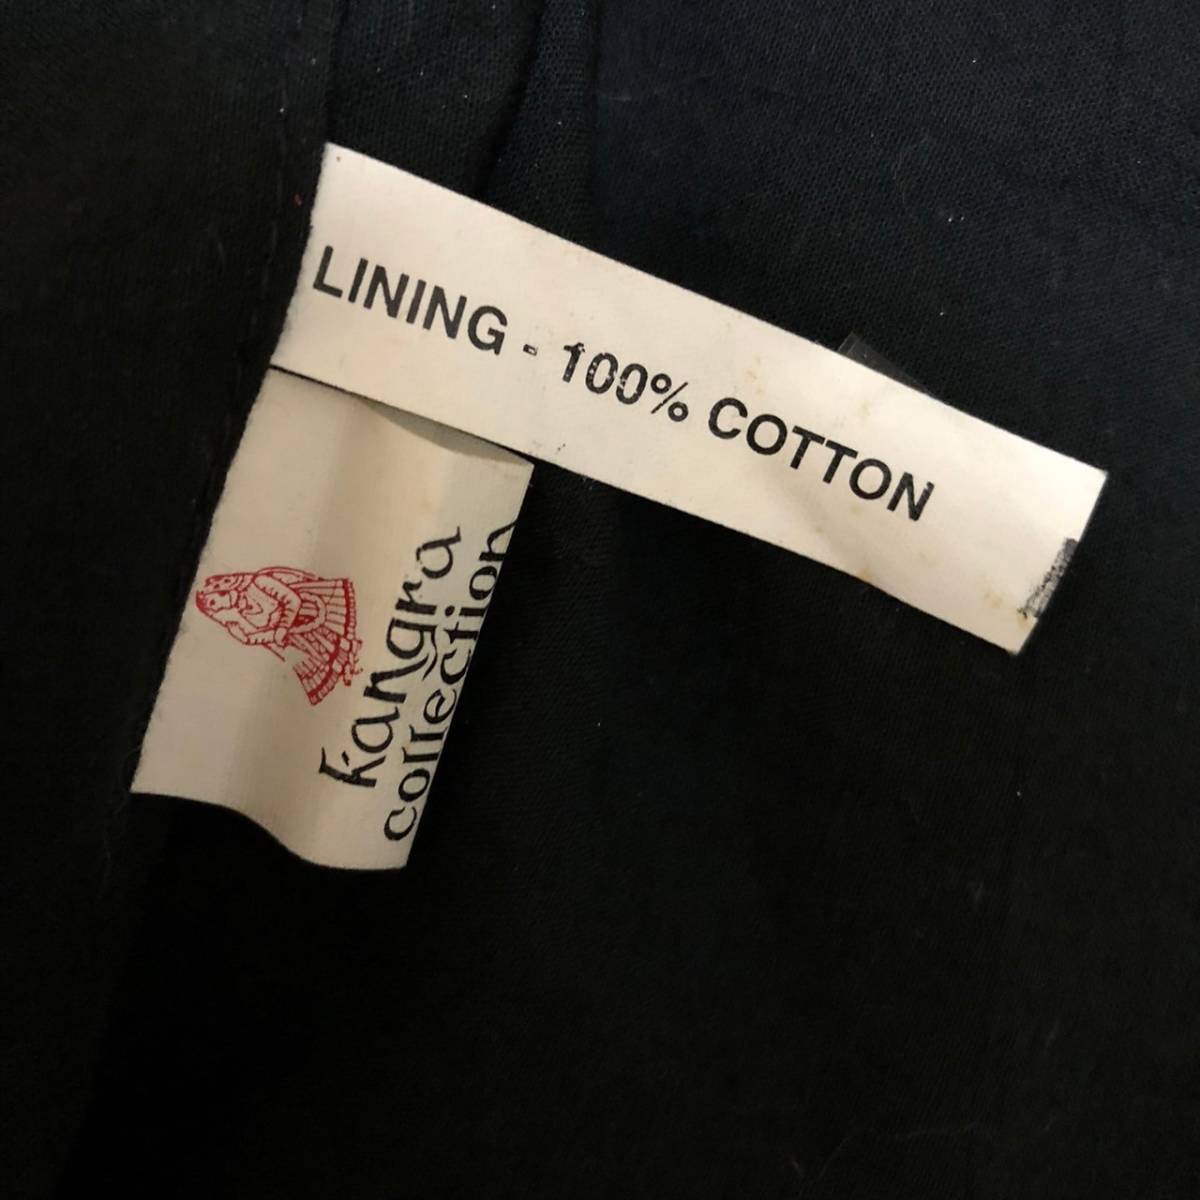 LINING - 100% COTTON
kangra
collection